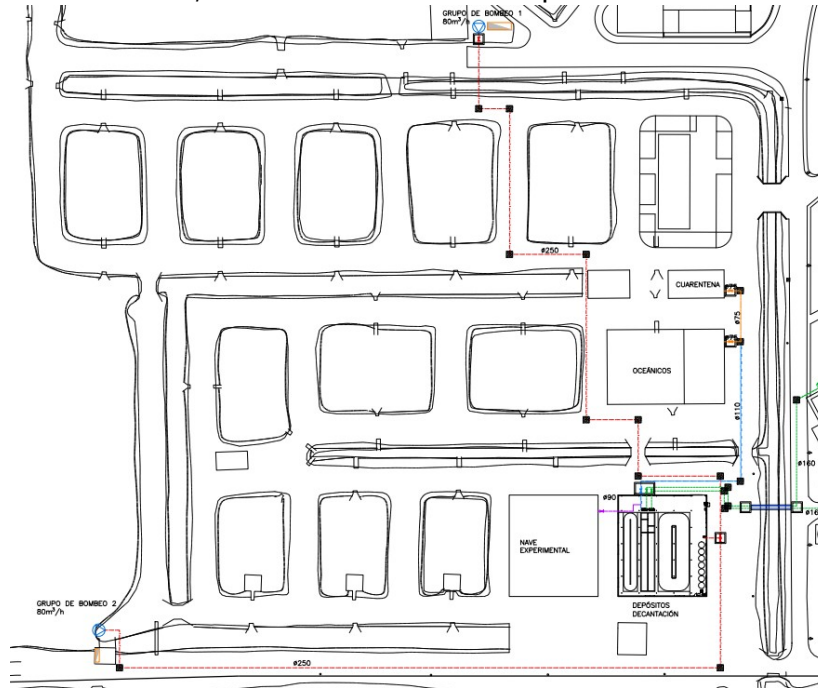 GRUPO DE BOMBEO 1
80m³/h
ø250
CUARENTENA
ø75
OCEÁNICOS
ø110
ø160
ø90
ø16
NAVE
EXPERIMENTAL
DEPÓSITOS
DECANTACIÓN
GRUPO DE BOMBEO 2
80m³/h
ø250